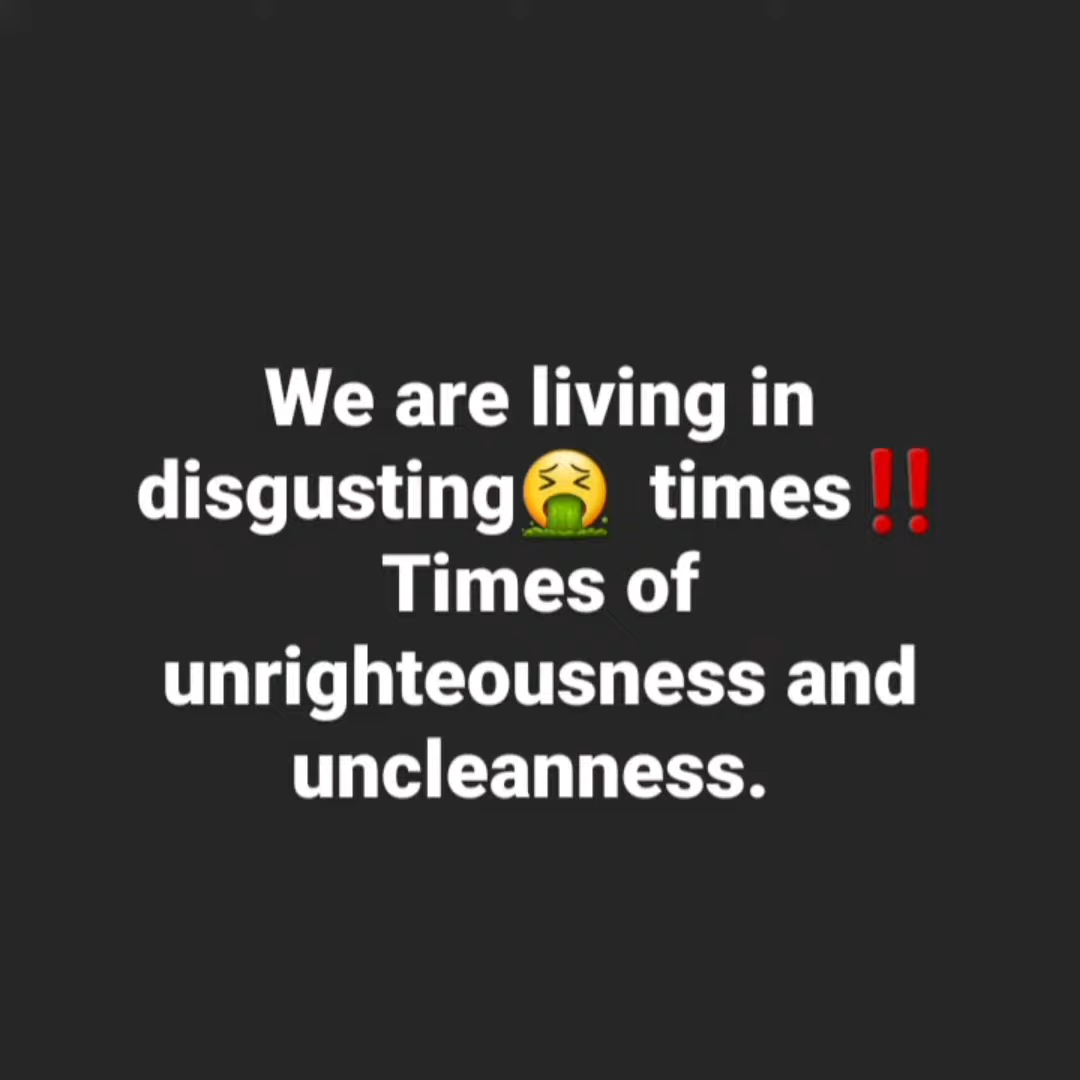 We are living in
disgusting🤮 times‼️
Times of
unrighteousness and
uncleanness.